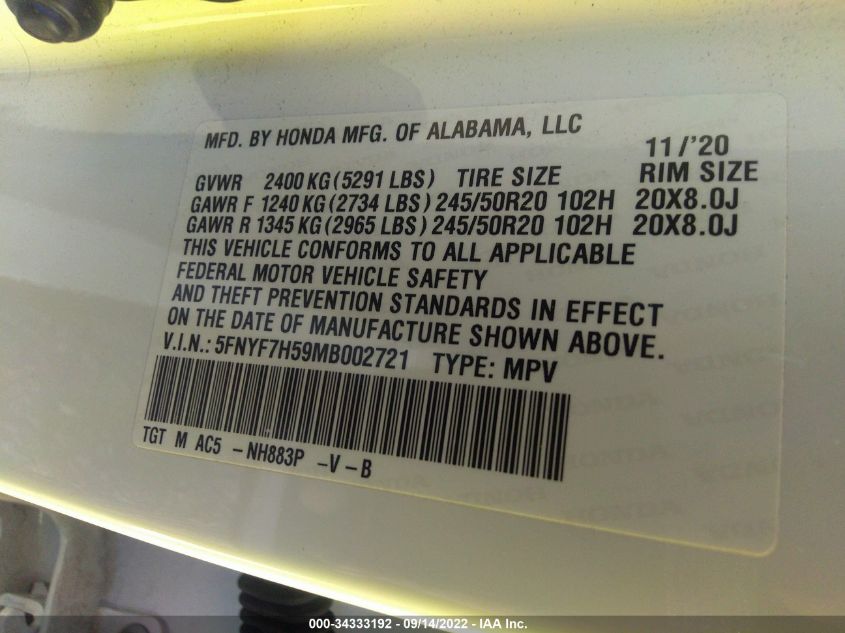 MFD. BY HONDA MFG. OF ALABAMA, LLC
11/'20
GVWR 2400 KG (5291 LBS) TIRE SIZE RIM SIZE
GAWR F 1240 KG (2734 LBS) 245/50R20 102H 20X8.0J
GAWR R 1345 KG (2965 LBS) 245/50R20 102H 20X8.0J
THIS VEHICLE CONFORMS TO ALL APPLICABLE
FEDERAL MOTOR VEHICLE SAFETY
AND THEFT PREVENTION STANDARDS IN EFFECT
ON THE DATE OF MANUFACTURE SHOWN ABOVE.
V.I.N.: 5FNYF7H59MB002721 TYPE: MPV
TGT M AC5 -NH883P -V-B
000-34333192 - 09/14/2022 - IAA Inc.